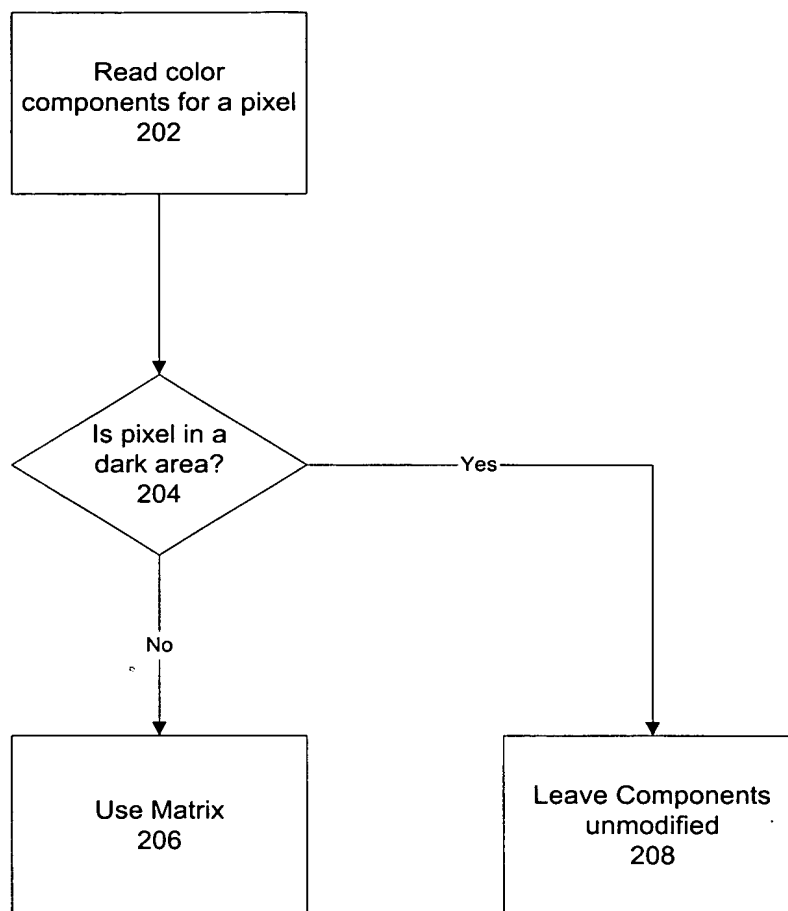 Read color
components for a pixel
202
Is pixel in a
dark area?
204
Yes
No
Use Matrix
206
Leave Components
unmodified
208